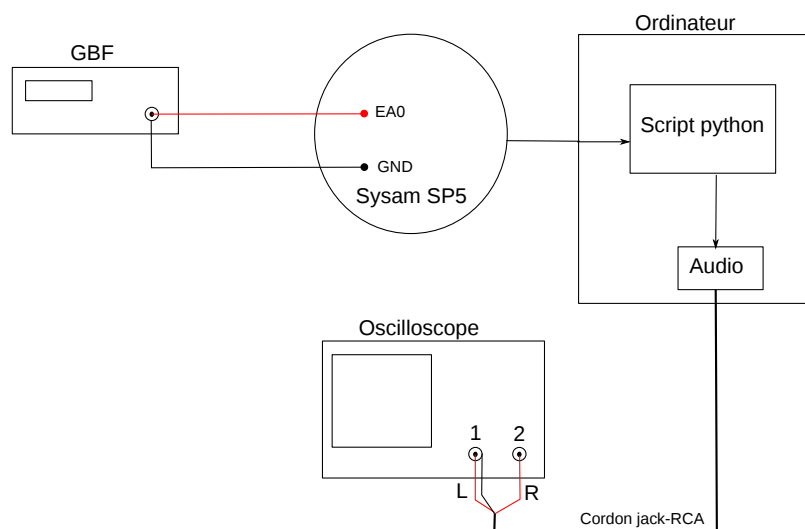 Ordinateur
GBF
EA0
GND
Sysam SP5
Script python
Audio
Oscilloscope
1 2
L R
Cordon jack-RCA